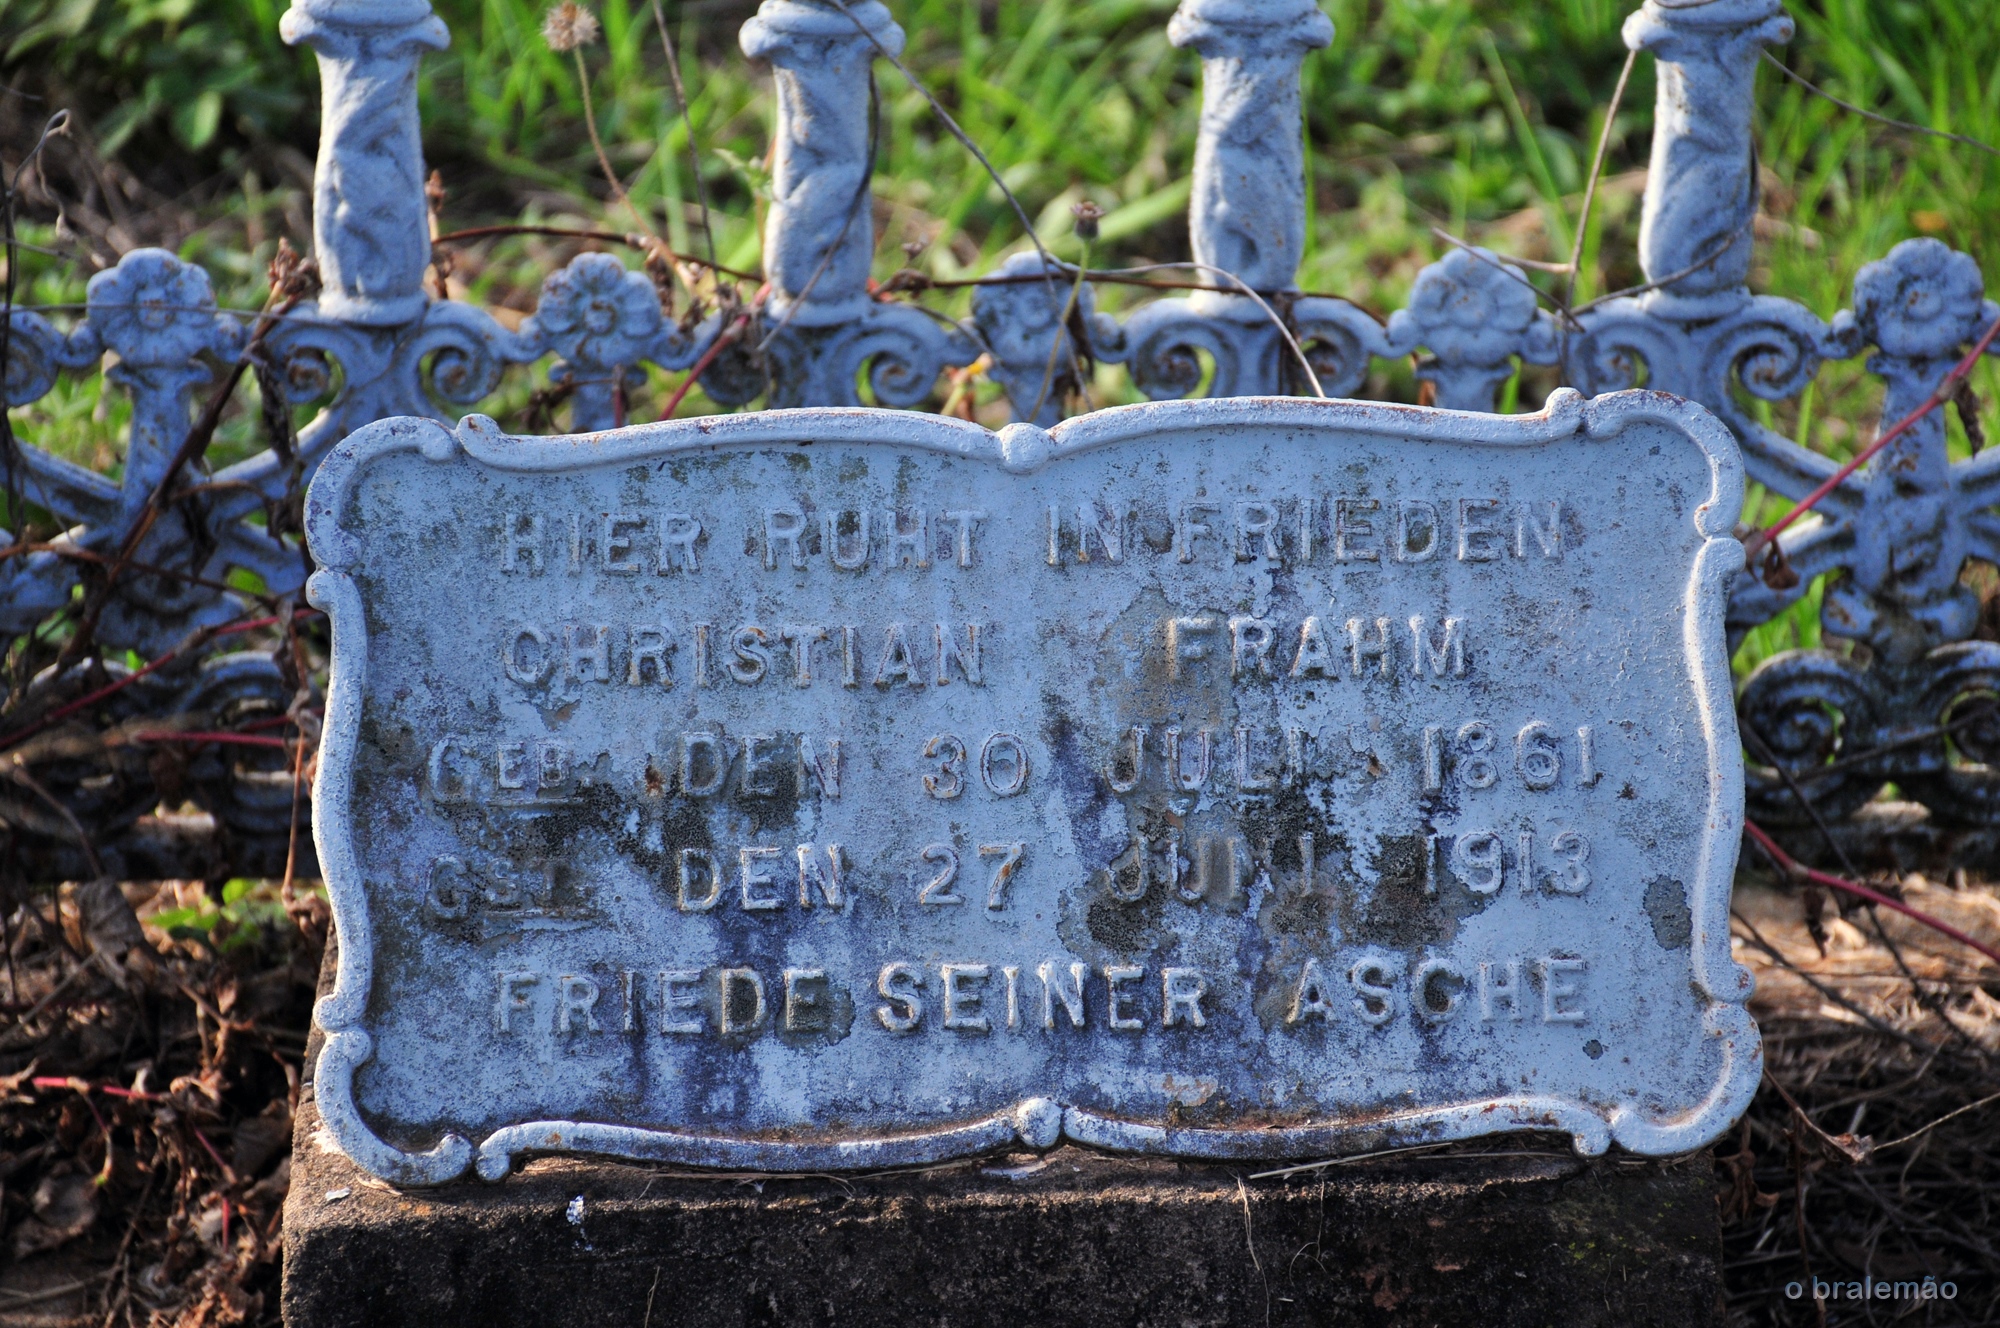 HIER RUHT IN FRIEDEN
CHRISTIAN FRAHM
GEB. DEN 30 JULI 1861
GST. DEN 27 JUNI 1913
FRIEDE SEINER ASCHE
o bralemão